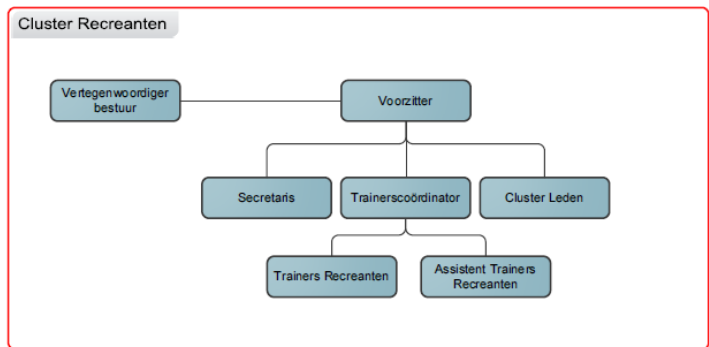 Cluster Recreanten
Vertegenwoordiger
bestuur
Voorzitter
Secretaris
Trainerscoördinator
Cluster Leden
Trainers Recreanten
Assistent Trainers
Recreanten